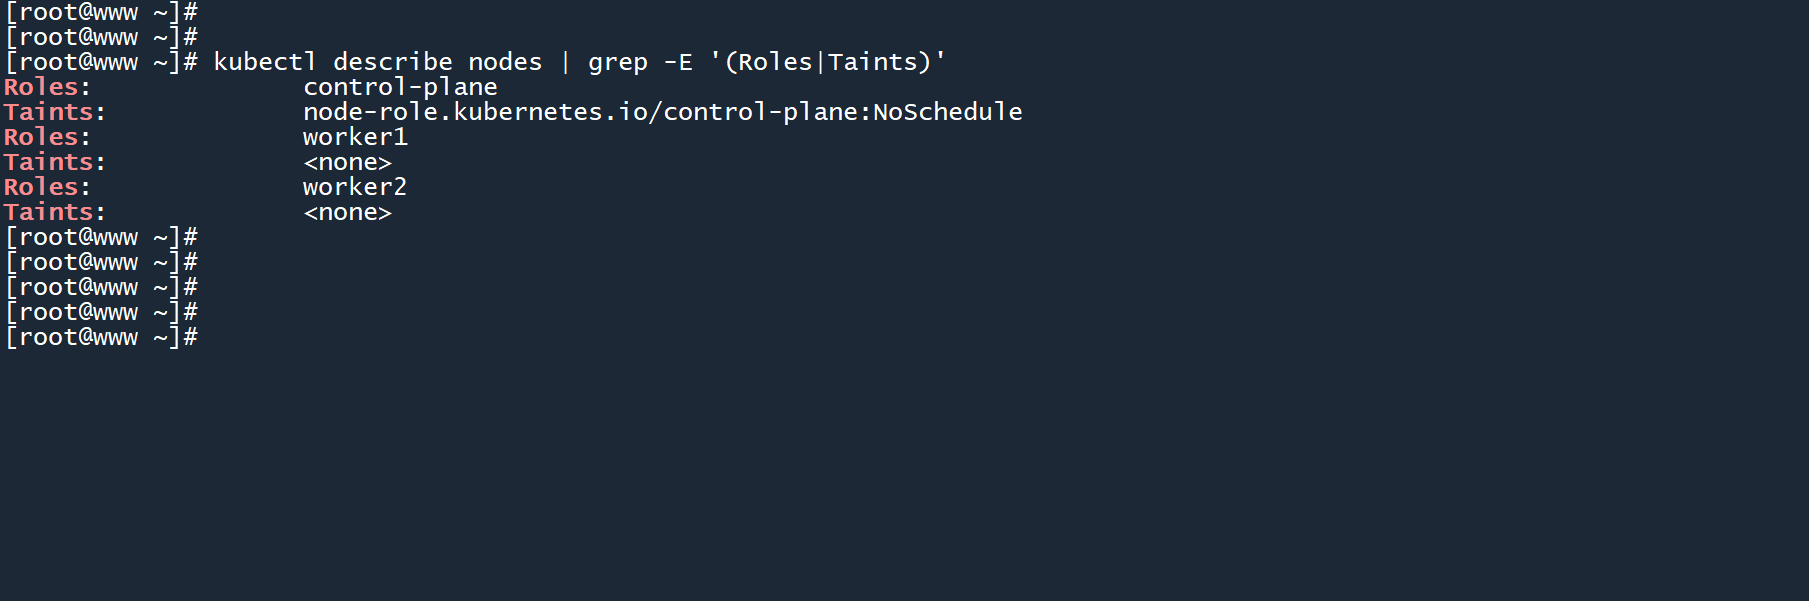 [root@www ~]#
[root@www ~]#
[root@www ~]# kubectl describe nodes | grep -E '(Roles|Taints)'
Roles:              control-plane
Taints:             node-role.kubernetes.io/control-plane:NoSchedule
Roles:              worker1
Taints:             <none>
Roles:              worker2
Taints:             <none>
[root@www ~]#
[root@www ~]#
[root@www ~]#
[root@www ~]#
[root@www ~]#